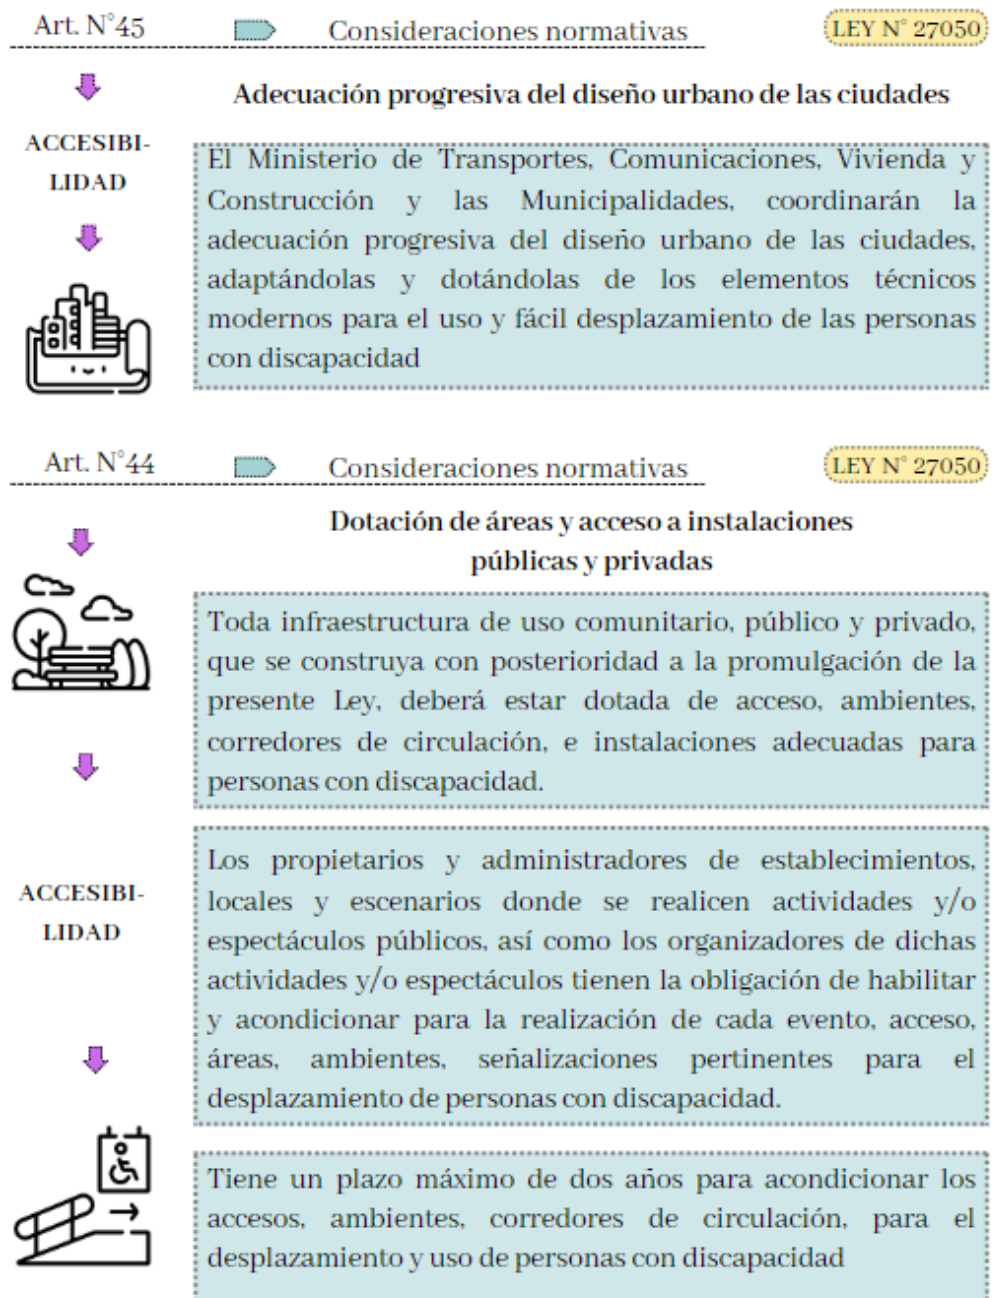 Art. N°45
Consideraciones normativas
LEY N° 27050
Adecuación progresiva del diseño urbano de las ciudades
ACCESIBI-
LIDAD
El Ministerio de Transportes, Comunicaciones, Vivienda y
Construcción y las Municipalidades, coordinarán la
adecuación progresiva del diseño urbano de las ciudades,
adaptándolas y dotándolas de los elementos técnicos
modernos para el uso y fácil desplazamiento de las personas
con discapacidad
Art. N°44
Consideraciones normativas
LEY N° 27050
Dotación de áreas y acceso a instalaciones
públicas y privadas
Toda infraestructura de uso comunitario, público y privado,
que se construya con posterioridad a la promulgación de la
presente Ley, deberá estar dotada de acceso, ambientes,
corredores de circulación, e instalaciones adecuadas para
personas con discapacidad.
ACCESIBI-
LIDAD
Los propietarios y administradores de establecimientos,
locales y escenarios donde se realicen actividades y/o
espectáculos públicos, así como los organizadores de dichas
actividades y/o espectáculos tienen la obligación de habilitar
y acondicionar para la realización de cada evento, acceso,
áreas, ambientes, señalizaciones pertinentes para el
desplazamiento de personas con discapacidad.
Tiene un plazo máximo de dos años para acondicionar los
accesos, ambientes, corredores de circulación, para el
desplazamiento y uso de personas con discapacidad